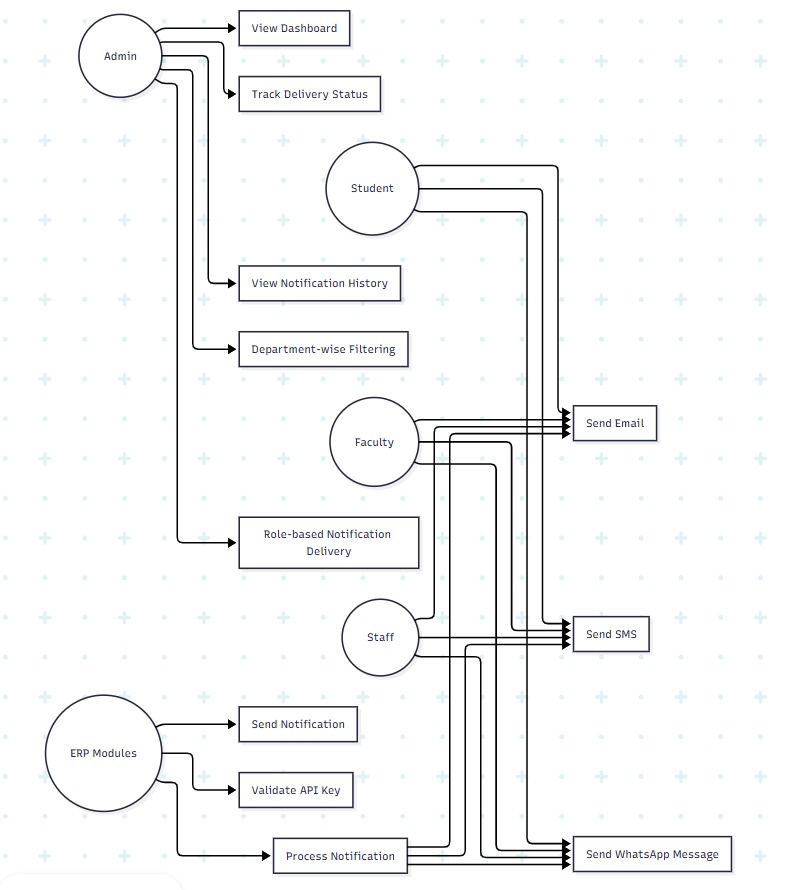 Admin
View Dashboard
Track Delivery Status
Student
View Notification History
Department-wise Filtering
Faculty
Send Email
Role-based Notification
Delivery
Staff
Send SMS
Send Notification
ERP Modules
Validate API Key
Process Notification
Send WhatsApp Message